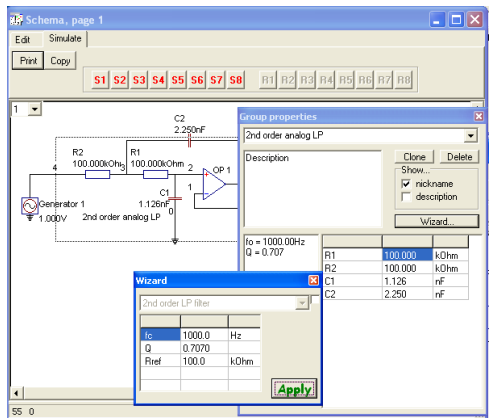 Schema, page 1
Edit Simulate
Print Copy
S1 S2 S3 S4 S5 S6 S7 S8 R1 R2 R3 R4 R5 R6 R7 R8
1
C2
2.250nF
R2 R1
4 100.000kOhm 3 100.000kOhm 2 OP 1
1
C1
1.126nF
0
Generator 1
1.000V
2nd order analog LP
Group properties
2nd order analog LP
Description
Clone Delete
Show...
nickname
description
Wizard...
fo = 1000.00Hz
Q = 0.707
R1 100.000 kOhm
R2 100.000 kOhm
C1 1.126 nF
C2 2.250 nF
Wizard
2nd order LP filter
fc 1000.0 Hz
Q 0.7070
Rref 100.0 kOhm
Apply
55 0